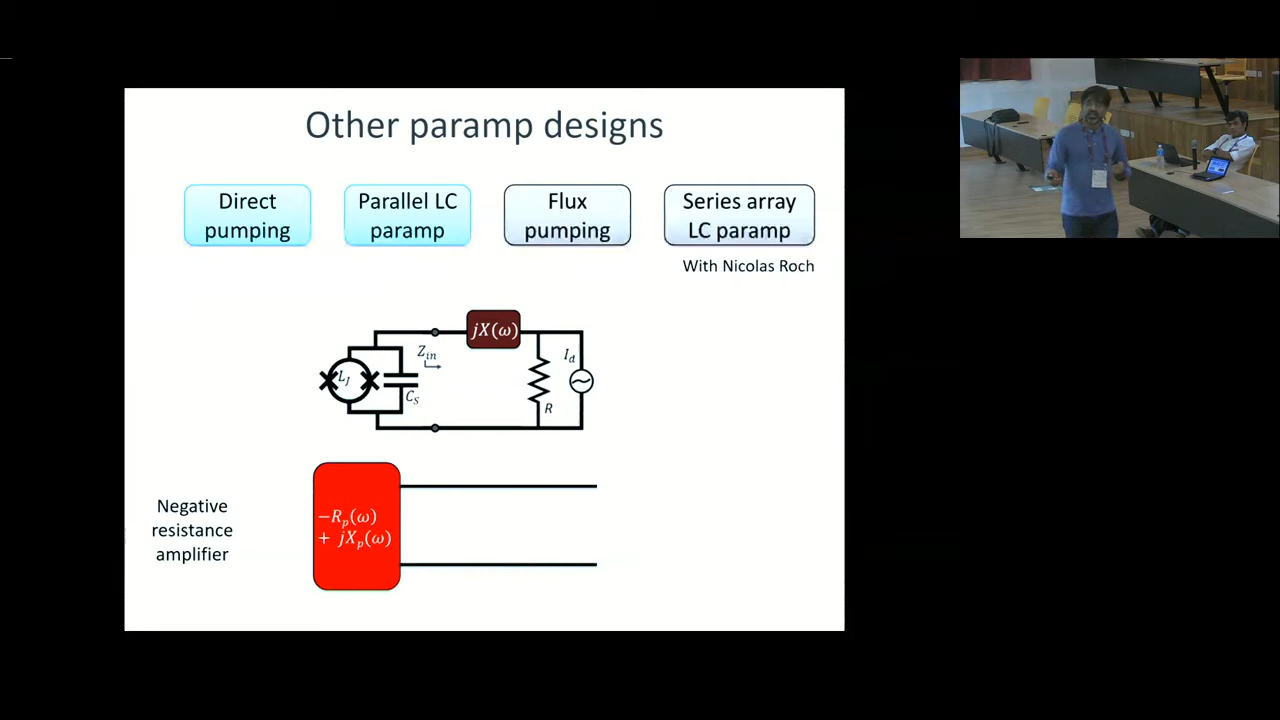 Other paramp designs
Direct
pumping
Parallel LC
paramp
Flux
pumping
Series array
LC paramp
With Nicolas Roch
jX(ω)
Z_in
I_d
L_J
C_S
R
Negative
resistance
amplifier
−R_p(ω)
+ jX_p(ω)